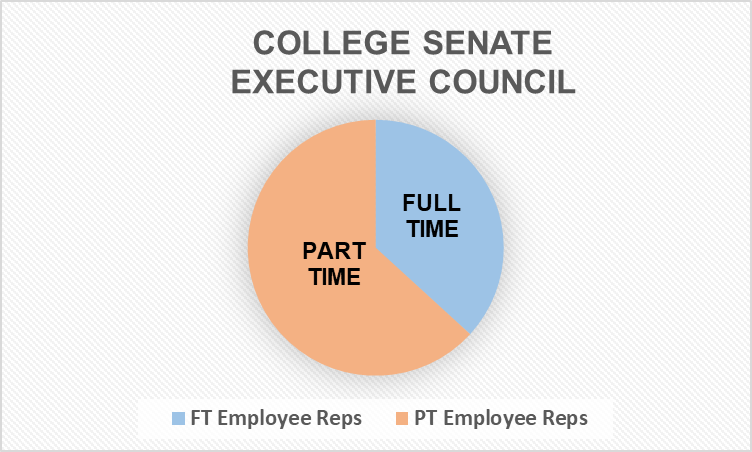 COLLEGE SENATE
EXECUTIVE COUNCIL
FULL
TIME
PART
TIME
FT Employee Reps
PT Employee Reps